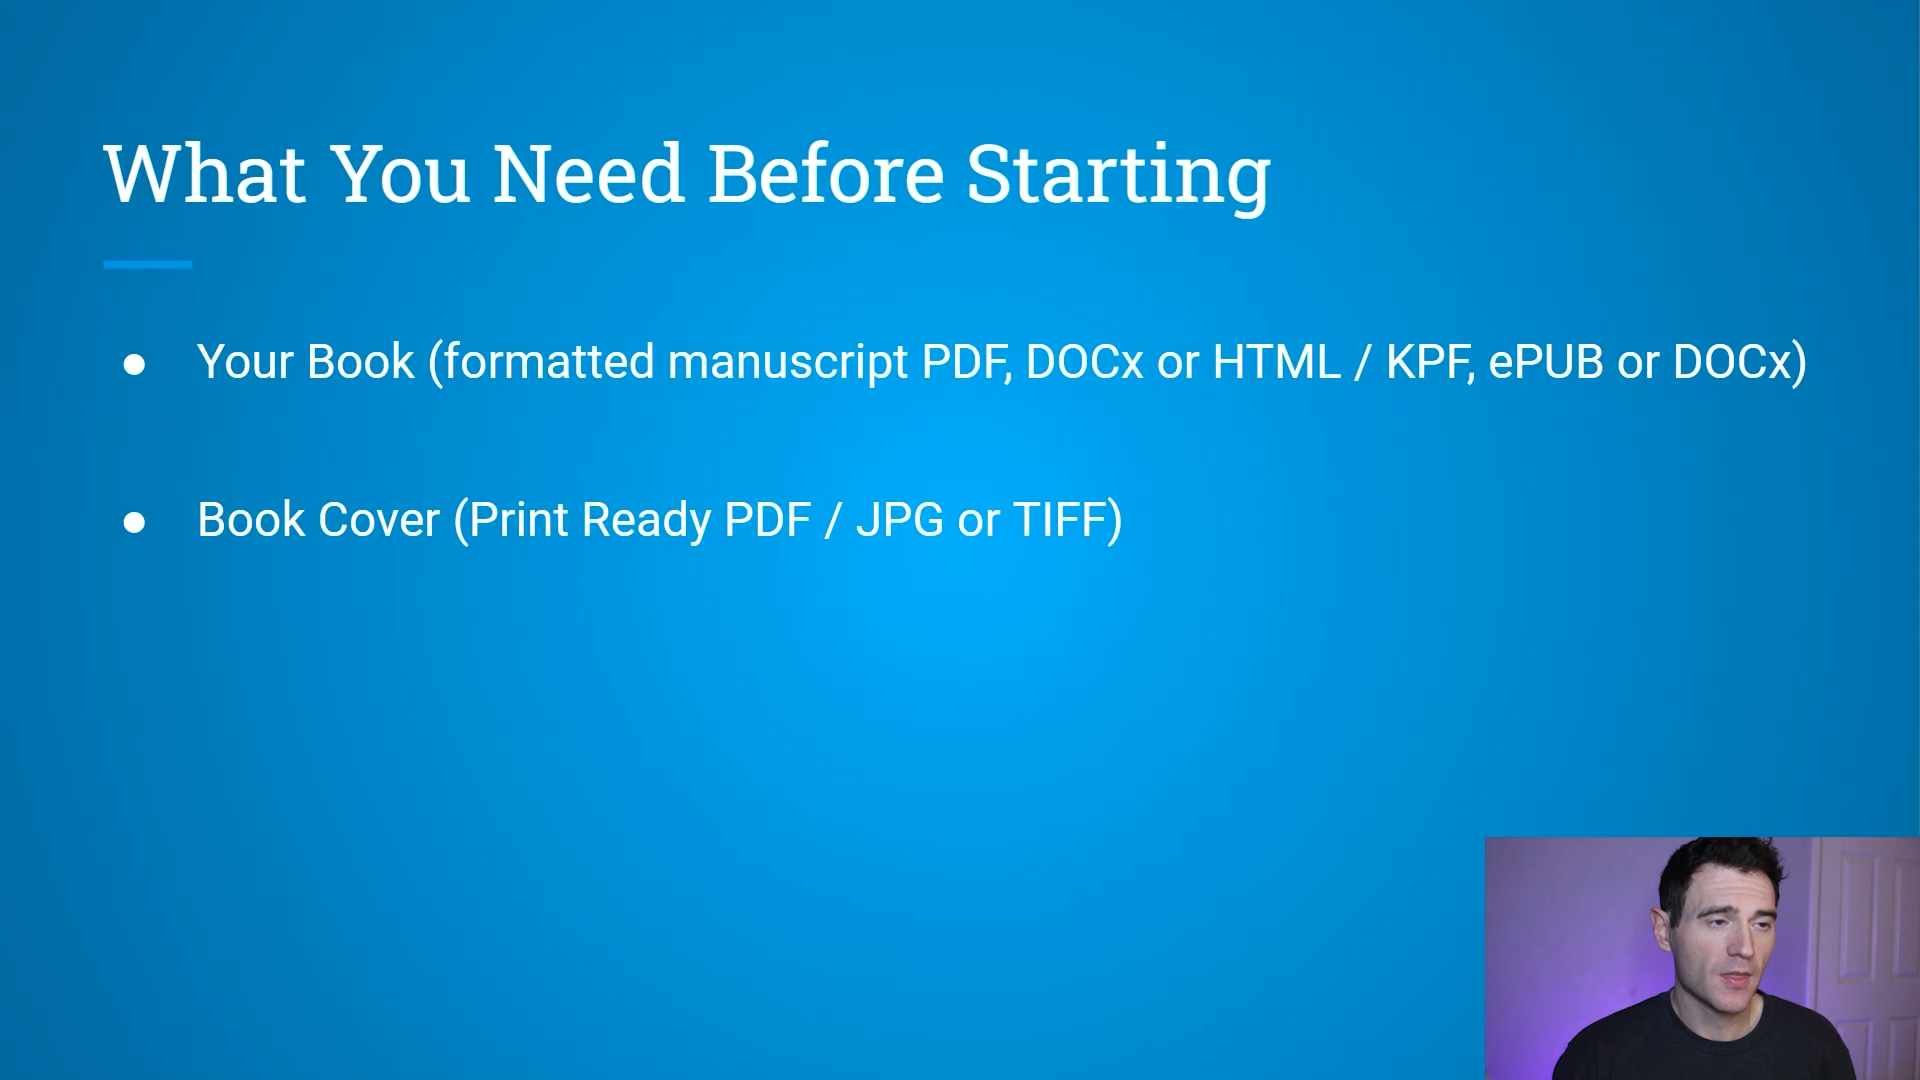 What You Need Before Starting
● Your Book (formatted manuscript PDF, DOCx or HTML / KPF, ePUB or DOCx)
● Book Cover (Print Ready PDF / JPG or TIFF)